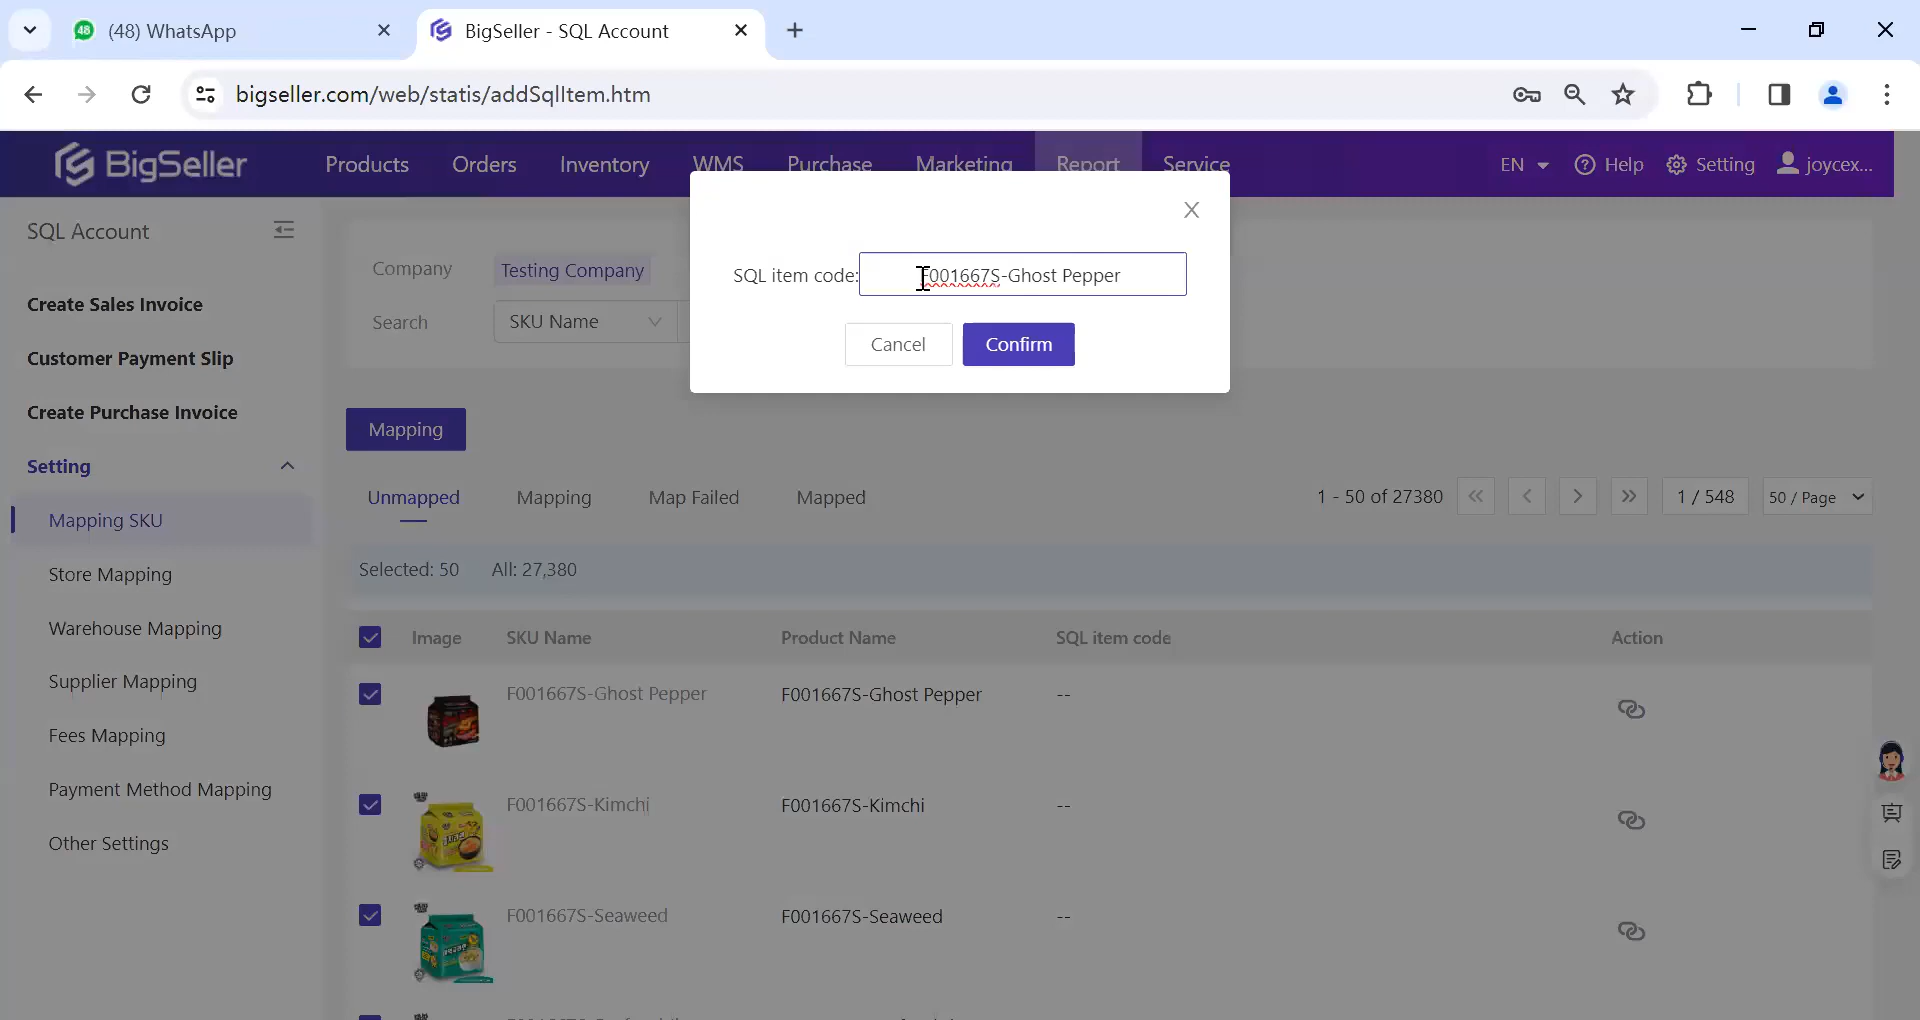 48
(48) WhatsApp
BigSeller - SQL Account
bigseller.com/web/statis/addSqlItem.htm
BigSeller
Products
Orders
Inventory
WMS
Purchase
Marketing
Report
Service
EN
Help
Setting
joycex...
SQL Account
Create Sales Invoice
Customer Payment Slip
Create Purchase Invoice
Setting
Mapping SKU
Store Mapping
Warehouse Mapping
Supplier Mapping
Fees Mapping
Payment Method Mapping
Other Settings
Company
Testing Company
Search
SKU Name
SQL item code:
F001667S-Ghost Pepper
Cancel
Confirm
Mapping
Unmapped
Mapping
Map Failed
Mapped
1 - 50 of 27380
1 / 548
50 / Page
Selected: 50
All: 27,380
Image
SKU Name
Product Name
SQL item code
Action
F001667S-Ghost Pepper
F001667S-Ghost Pepper
--
F001667S-Kimchi
F001667S-Kimchi
--
F001667S-Seaweed
F001667S-Seaweed
--